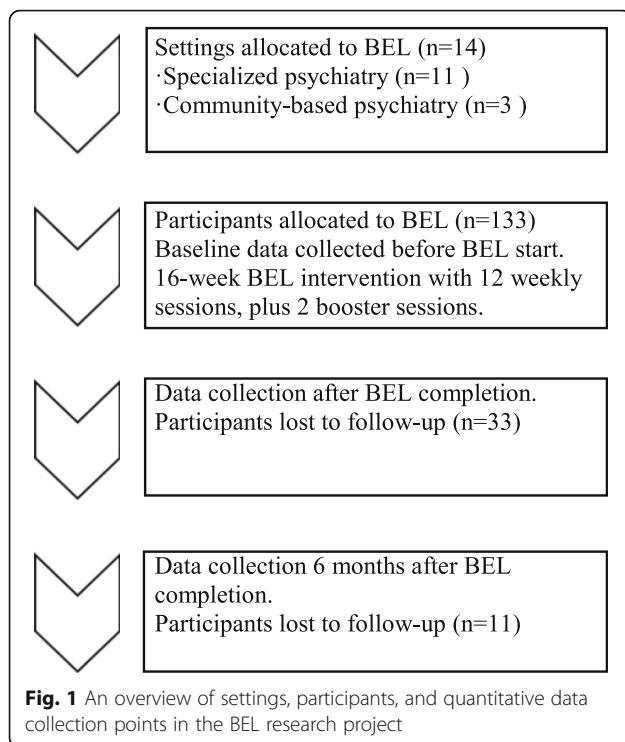 Settings allocated to BEL (n=14)
·Specialized psychiatry (n=11 )
·Community-based psychiatry (n=3 )
Participants allocated to BEL (n=133)
Baseline data collected before BEL start.
16-week BEL intervention with 12 weekly
sessions, plus 2 booster sessions.
Data collection after BEL completion.
Participants lost to follow-up (n=33)
Data collection 6 months after BEL
completion.
Participants lost to follow-up (n=11)
Fig. 1 An overview of settings, participants, and quantitative data
collection points in the BEL research project